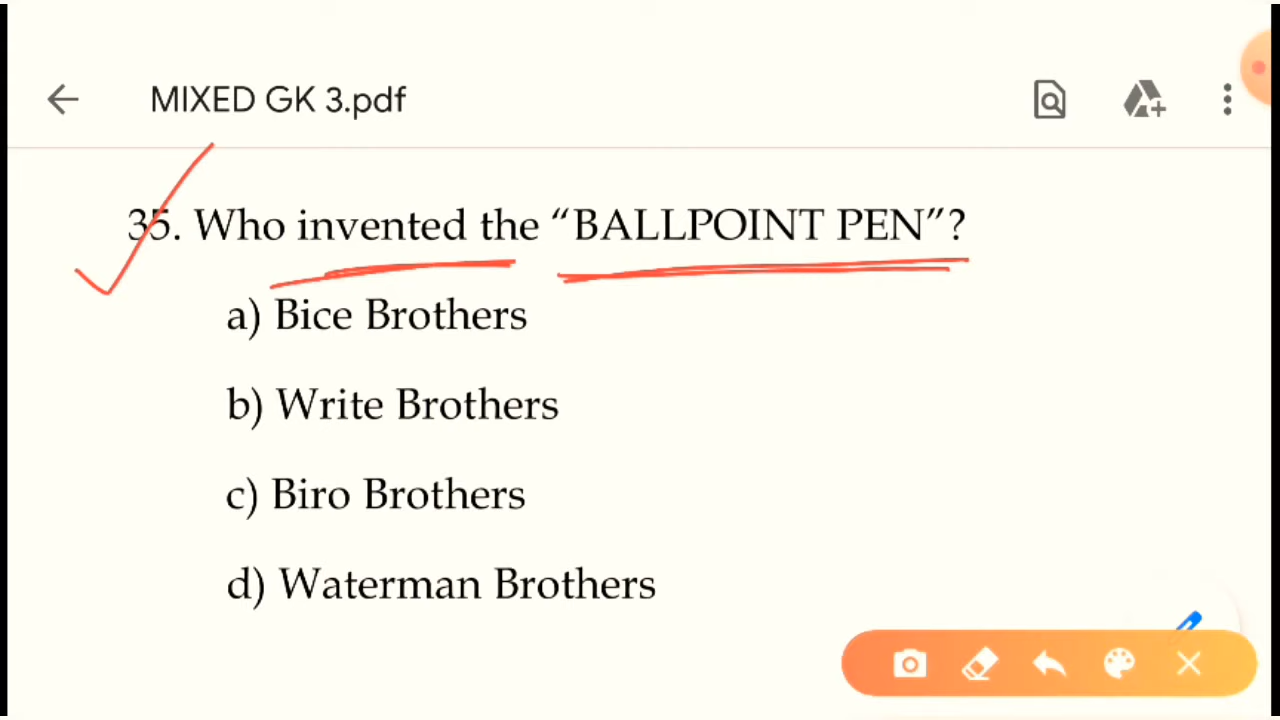 MIXED GK 3.pdf
35. Who invented the “BALLPOINT PEN”?
a) Bice Brothers
b) Write Brothers
c) Biro Brothers
d) Waterman Brothers